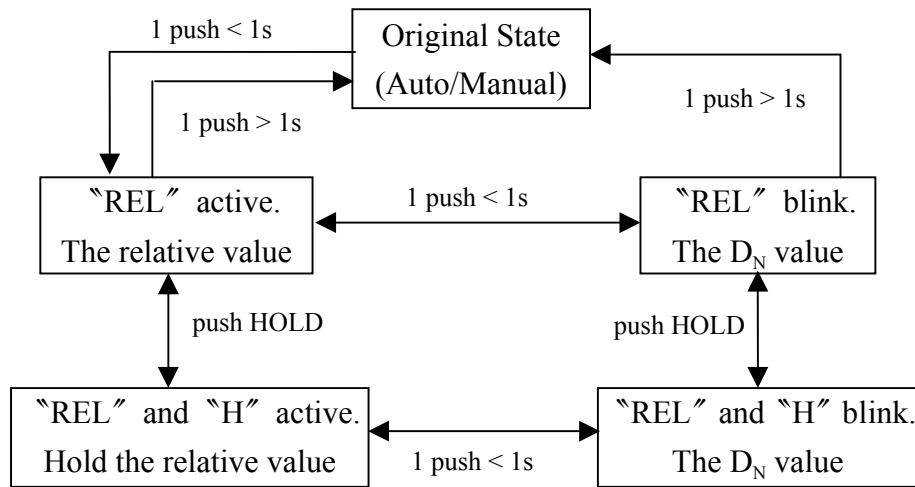 1 push < 1s
Original State
(Auto/Manual)
1 push > 1s
1 push > 1s
〝REL〞 active.
The relative value
1 push < 1s
〝REL〞 blink.
The D_N value
push HOLD
push HOLD
〝REL〞 and 〝H〞 active.
Hold the relative value
1 push < 1s
〝REL〞 and 〝H〞 blink.
The D_N value